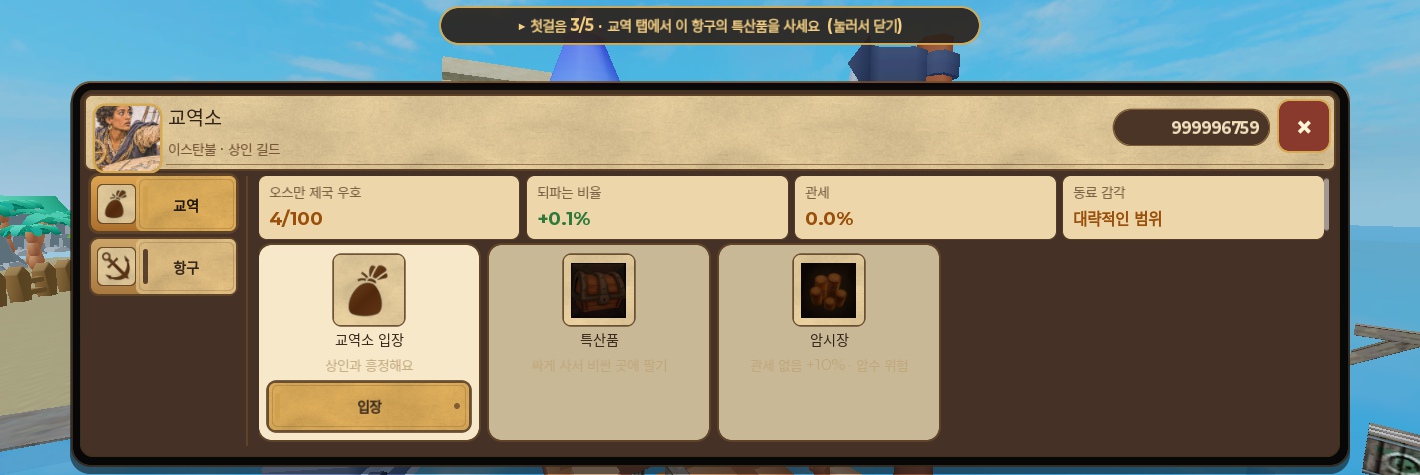 ▸ 첫걸음 3/5 · 교역 탭에서 이 항구의 특산품을 사세요 (눌러서 닫기)
교역소
이스탄불 · 상인 길드
999996759
×
교역
항구
오스만 제국 우호
4/100
되파는 비율
+0.1%
관세
0.0%
동료 감각
대략적인 범위
교역소 입장
상인과 흥정해요
입장
특산품
싸게 사서 비싼 곳에 팔기
암시장
관세 없음 +10% · 압수 위험